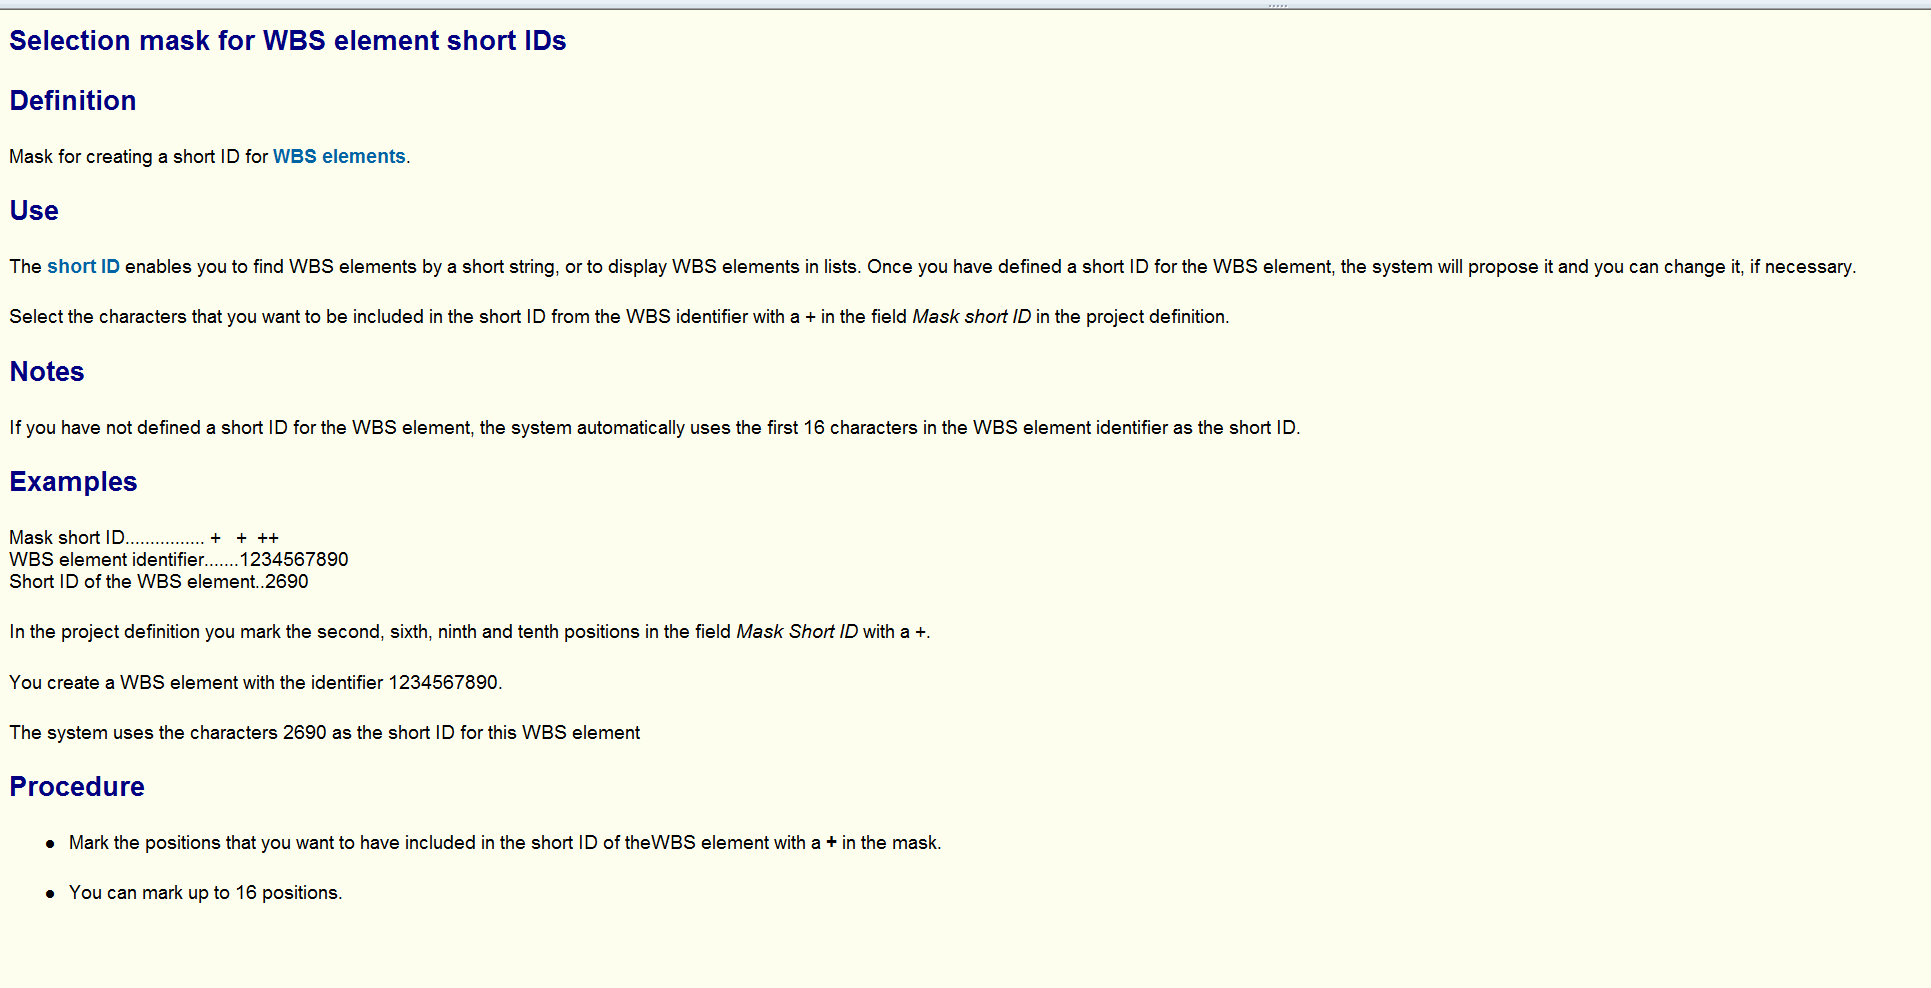 Selection mask for WBS element short IDs
Definition
Mask for creating a short ID for WBS elements.
Use
The short ID enables you to find WBS elements by a short string, or to display WBS elements in lists. Once you have defined a short ID for the WBS element, the system will propose it and you can change it, if necessary.
Select the characters that you want to be included in the short ID from the WBS identifier with a + in the field Mask short ID in the project definition.
Notes
If you have not defined a short ID for the WBS element, the system automatically uses the first 16 characters in the WBS element identifier as the short ID.
Examples
Mask short ID................ +   +  ++
WBS element identifier.......1234567890
Short ID of the WBS element..2690
In the project definition you mark the second, sixth, ninth and tenth positions in the field Mask Short ID with a +.
You create a WBS element with the identifier 1234567890.
The system uses the characters 2690 as the short ID for this WBS element
Procedure
● Mark the positions that you want to have included in the short ID of theWBS element with a + in the mask.
● You can mark up to 16 positions.